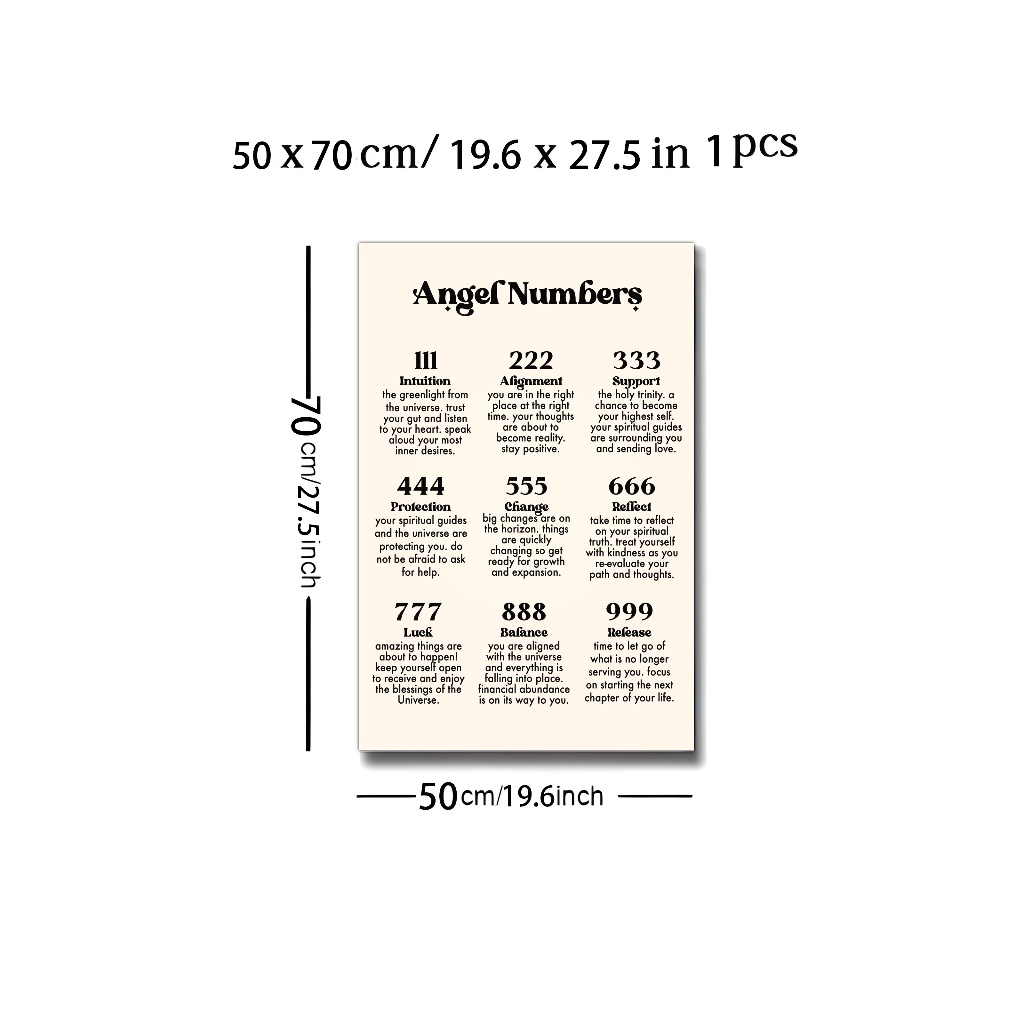 50 x 70 cm/ 19.6 x 27.5 in 1 pcs
Angel Numbers
111
Intuition
the greenlight from
the universe. trust
your gut and listen
to your heart. speak
aloud your most
inner desires.
222
Alignment
you are in the right
place at the right
time. your thoughts
are about to
become reality.
stay positive.
333
Support
the holy trinity. a
chance to become
your highest self.
your spiritual guides
are surrounding you
and sending love.
444
Protection
your spiritual guides
and the universe are
protecting you. do
not be afraid to ask
for help.
555
Change
big changes are on
the horizon. things
are quickly
changing so get
ready for growth
and expansion.
666
Reflect
take time to reflect
on your spiritual
truth. treat yourself
with kindness as you
re-evaluate your
path and thoughts.
777
Luck
amazing things are
about to happen!
keep yourself open
to receive and enjoy
the blessings of the
Universe.
888
Balance
you are aligned
with the universe
and everything is
falling into place.
financial abundance
is on its way to you.
999
Release
time to let go of
what is no longer
serving you. focus
on starting the next
chapter of your life.
70 cm/27.5 inch
50 cm/19.6 inch